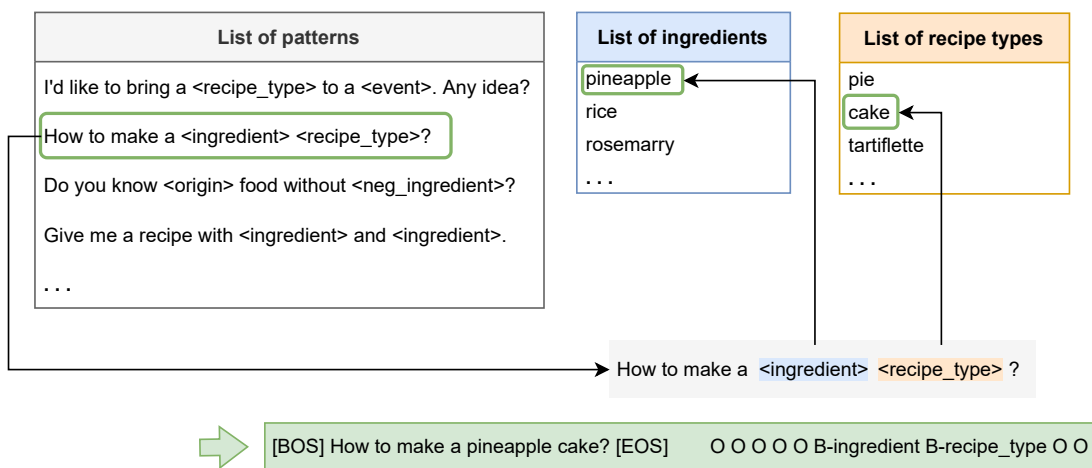 List of patterns
I'd like to bring a <recipe_type> to a <event>. Any idea?
How to make a <ingredient> <recipe_type>?
Do you know <origin> food without <neg_ingredient>?
Give me a recipe with <ingredient> and <ingredient>.
. . .
List of ingredients
pineapple
rice
rosemarry
. . .
List of recipe types
pie
cake
tartiflette
. . .
How to make a <ingredient> <recipe_type> ?
[BOS] How to make a pineapple cake? [EOS] O O O O O B-ingredient B-recipe_type O O